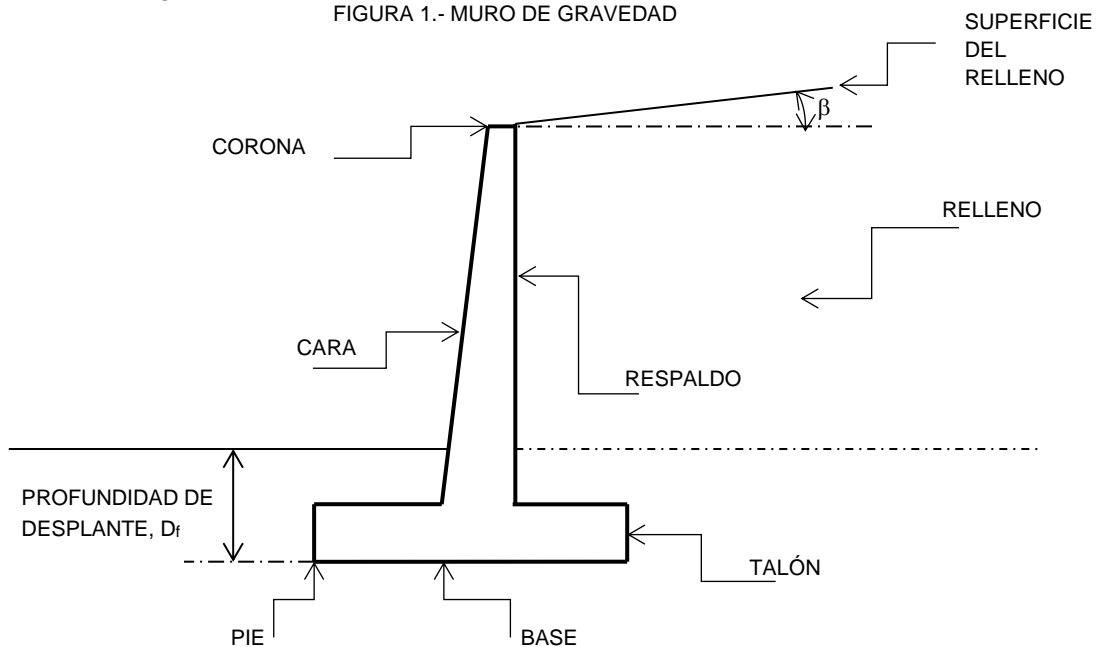 FIGURA 1.- MURO DE GRAVEDAD
SUPERFICIE
DEL
RELLENO
β
CORONA
RELLENO
CARA
RESPALDO
PROFUNDIDAD DE
DESPLANTE, Df
TALÓN
PIE
BASE